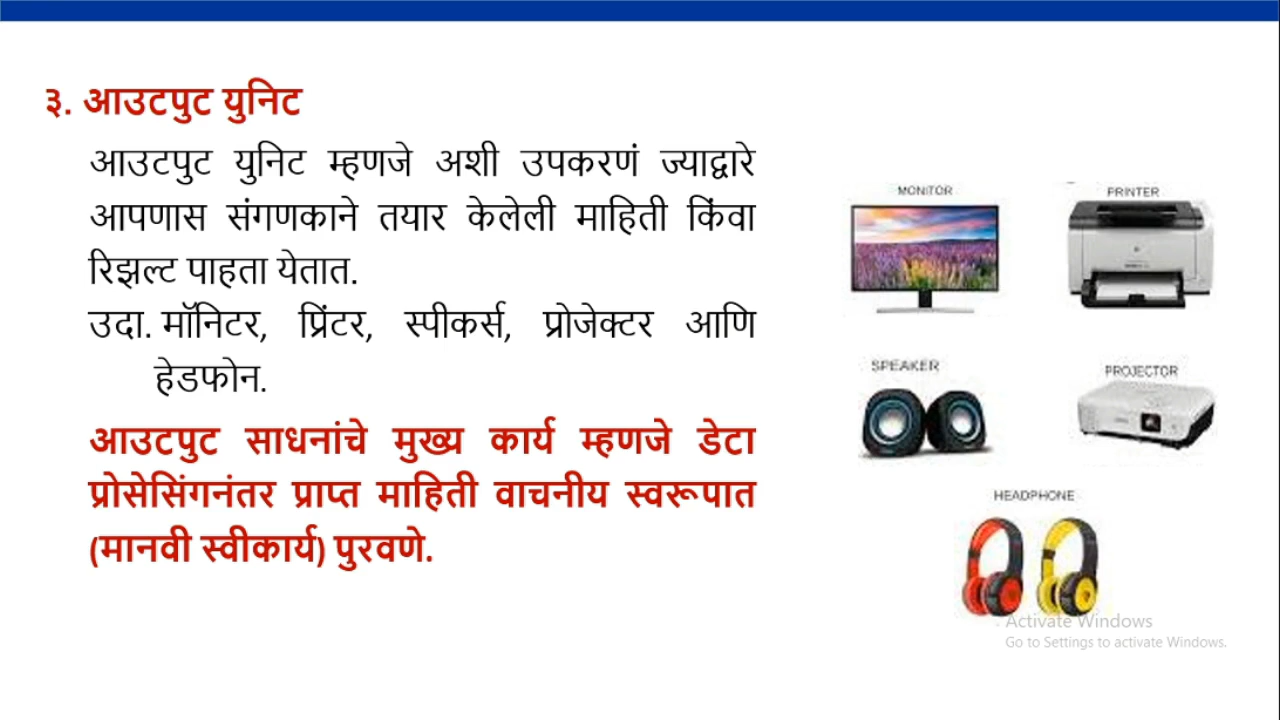 ३. आउटपुट युनिट
आउटपुट युनिट म्हणजे अशी उपकरणं ज्याद्वारे
आपणास संगणकाने तयार केलेली माहिती किंवा
रिझल्ट पाहता येतात.
उदा. मॉनिटर, प्रिंटर, स्पीकर्स, प्रोजेक्टर आणि
हेडफोन.
आउटपुट साधनांचे मुख्य कार्य म्हणजे डेटा
प्रोसेसिंगनंतर प्राप्त माहिती वाचनीय स्वरूपात
(मानवी स्वीकार्य) पुरवणे.
MONITOR
PRINTER
SPEAKER
PROJECTOR
HEADPHONE
Activate Windows
Go to Settings to activate Windows.